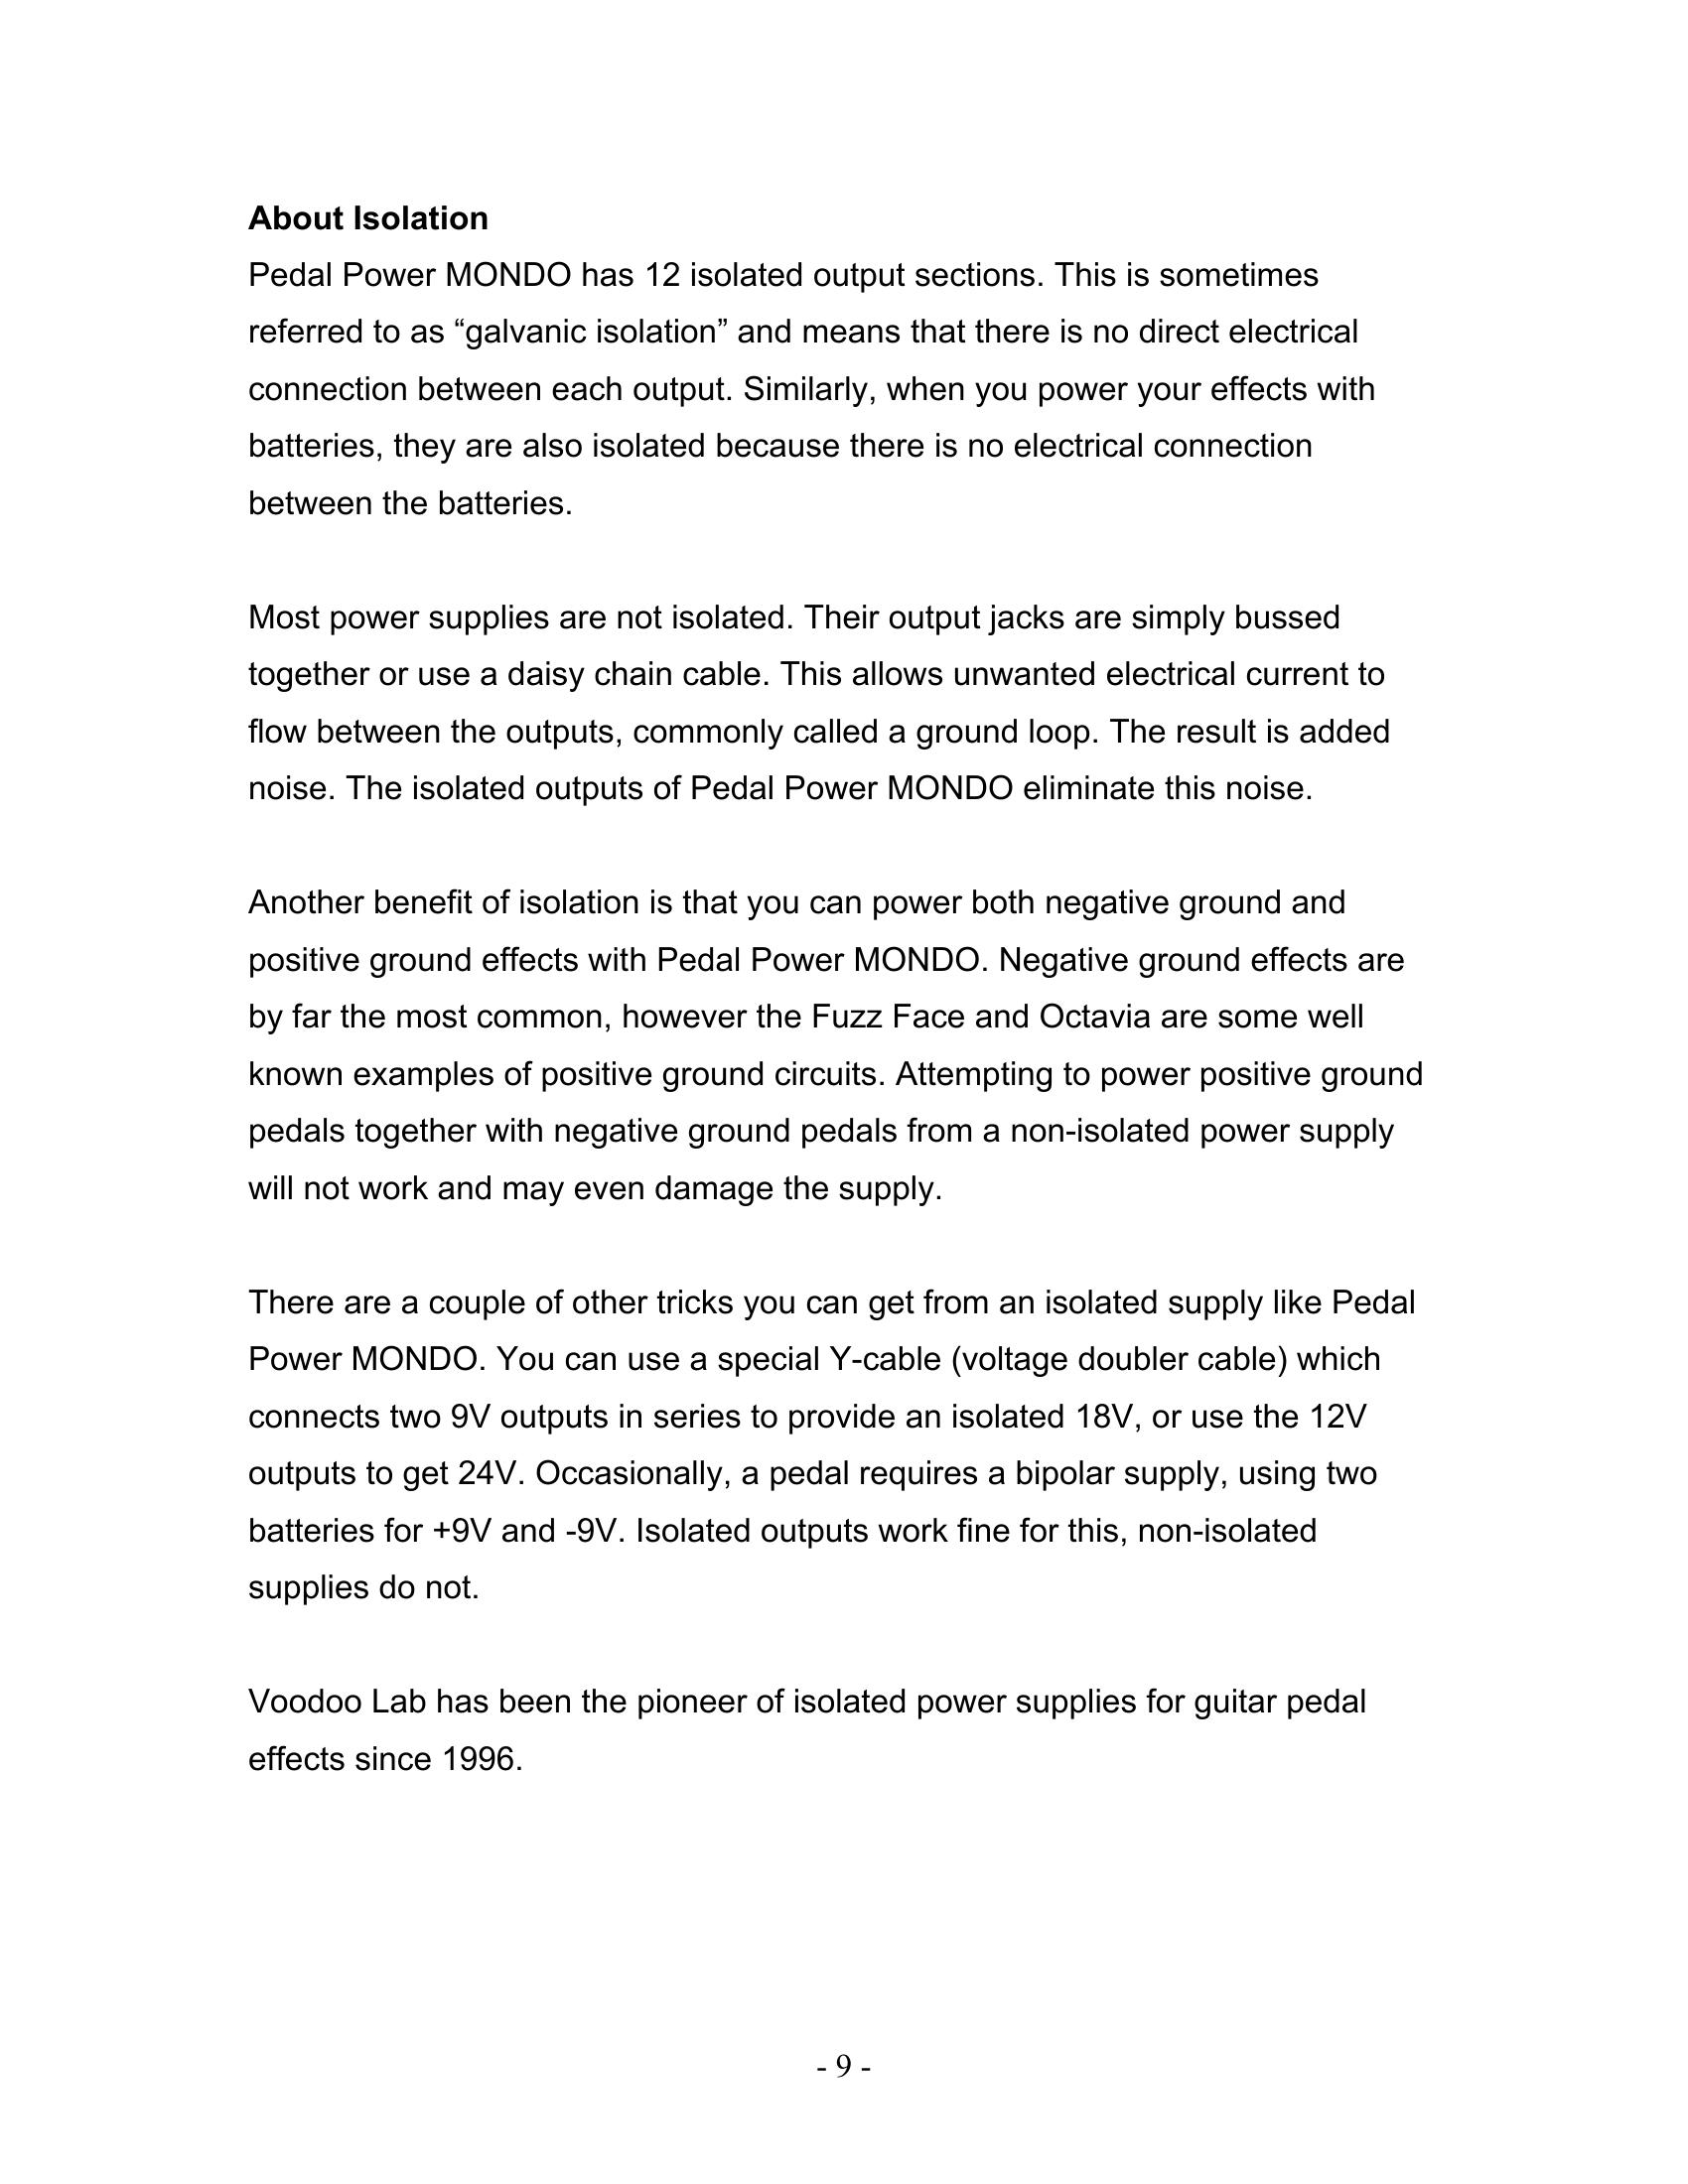 About Isolation
Pedal Power MONDO has 12 isolated output sections. This is sometimes
referred to as “galvanic isolation” and means that there is no direct electrical
connection between each output. Similarly, when you power your effects with
batteries, they are also isolated because there is no electrical connection
between the batteries.
Most power supplies are not isolated. Their output jacks are simply bussed
together or use a daisy chain cable. This allows unwanted electrical current to
flow between the outputs, commonly called a ground loop. The result is added
noise. The isolated outputs of Pedal Power MONDO eliminate this noise.
Another benefit of isolation is that you can power both negative ground and
positive ground effects with Pedal Power MONDO. Negative ground effects are
by far the most common, however the Fuzz Face and Octavia are some well
known examples of positive ground circuits. Attempting to power positive ground
pedals together with negative ground pedals from a non-isolated power supply
will not work and may even damage the supply.
There are a couple of other tricks you can get from an isolated supply like Pedal
Power MONDO. You can use a special Y-cable (voltage doubler cable) which
connects two 9V outputs in series to provide an isolated 18V, or use the 12V
outputs to get 24V. Occasionally, a pedal requires a bipolar supply, using two
batteries for +9V and -9V. Isolated outputs work fine for this, non-isolated
supplies do not.
Voodoo Lab has been the pioneer of isolated power supplies for guitar pedal
effects since 1996.
- 9 -